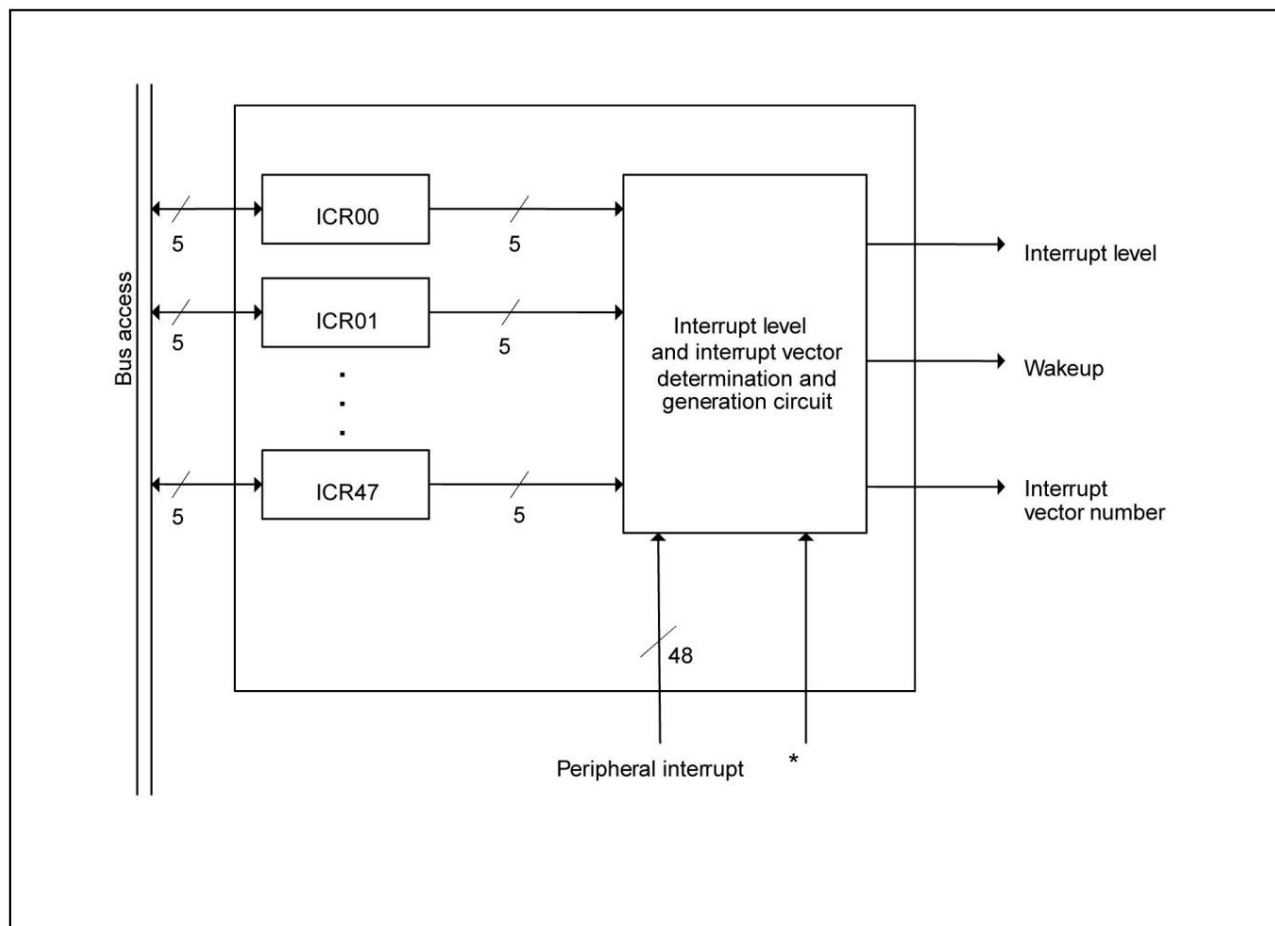 Bus access
ICR00
5
5
ICR01
5
5
.
.
.
ICR47
5
5
Interrupt level
and interrupt vector
determination and
generation circuit
Interrupt level
Wakeup
Interrupt
vector number
48
Peripheral interrupt
*